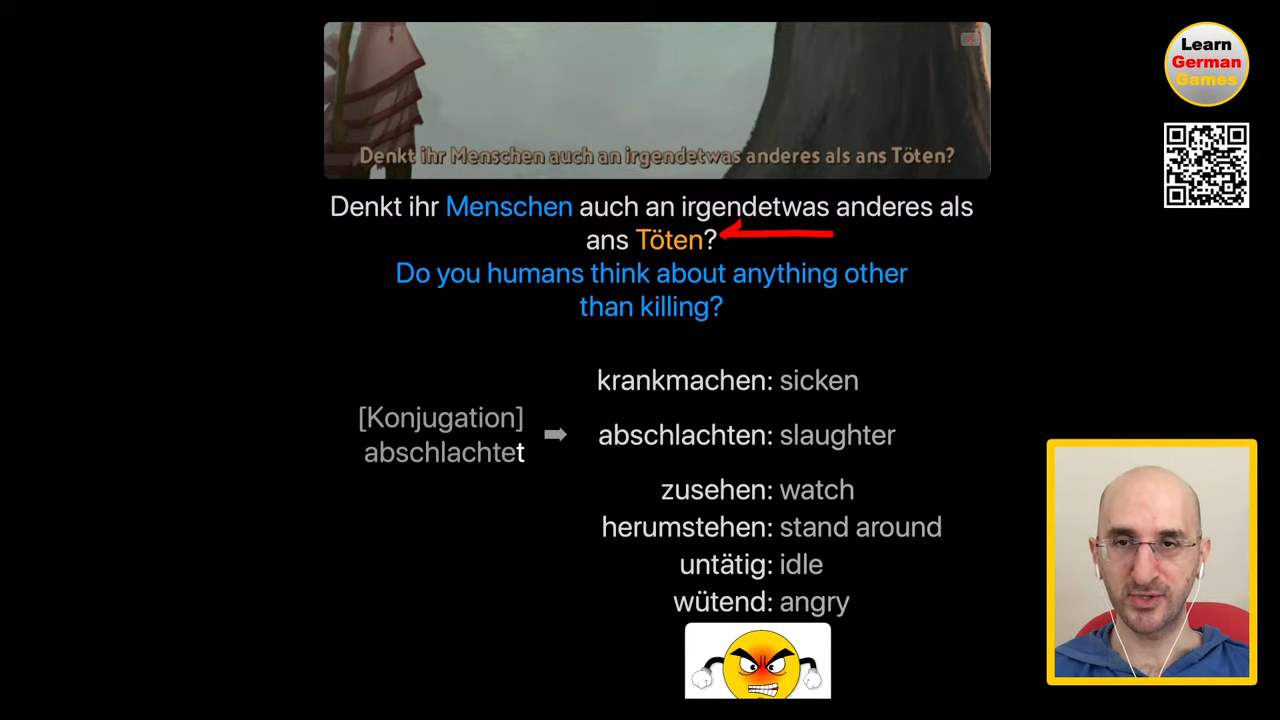 Learn
German
Games
Denkt ihr Menschen auch an irgendetwas anderes als ans Töten?
Denkt ihr Menschen auch an irgendetwas anderes als
ans Töten?
Do you humans think about anything other
than killing?
krankmachen: sicken
[Konjugation]
abschlachtet
➡
abschlachten: slaughter
zusehen: watch
herumstehen: stand around
untätig: idle
wütend: angry